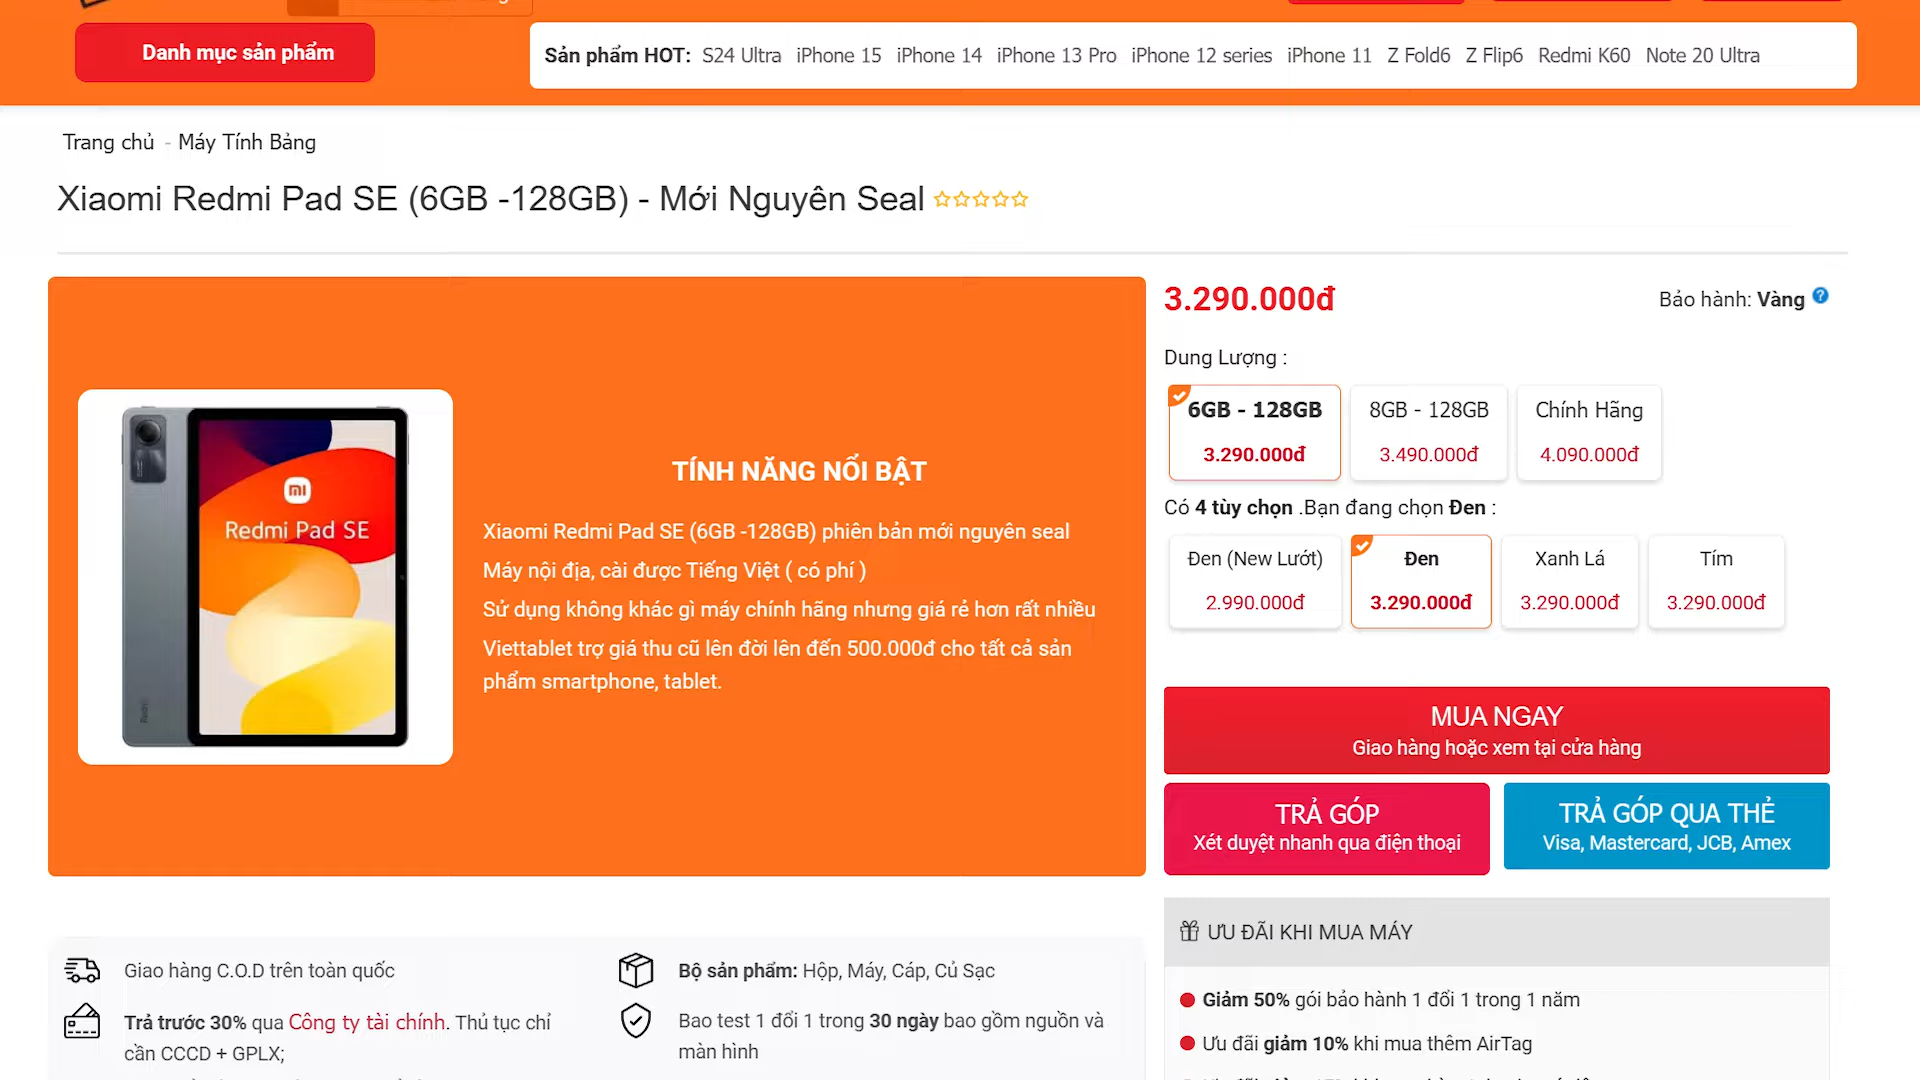 Danh mục sản phẩm
Sản phẩm HOT: S24 Ultra iPhone 15 iPhone 14 iPhone 13 Pro iPhone 12 series iPhone 11 Z Fold6 Z Flip6 Redmi K60 Note 20 Ultra
Trang chủ - Máy Tính Bảng
Xiaomi Redmi Pad SE (6GB -128GB) - Mới Nguyên Seal
Redmi Pad SE
TÍNH NĂNG NỔI BẬT
Xiaomi Redmi Pad SE (6GB -128GB) phiên bản mới nguyên seal
Máy nội địa, cài được Tiếng Việt ( có phí )
Sử dụng không khác gì máy chính hãng nhưng giá rẻ hơn rất nhiều
Viettablet trợ giá thu cũ lên đời lên đến 500.000đ cho tất cả sản
phẩm smartphone, tablet.
3.290.000đ
Bảo hành: Vàng ?
Dung Lượng :
6GB - 128GB 8GB - 128GB Chính Hãng
3.290.000đ 3.490.000đ 4.090.000đ
Có 4 tùy chọn .Bạn đang chọn Đen :
Đen (New Lướt) Đen Xanh Lá Tím
2.990.000đ 3.290.000đ 3.290.000đ 3.290.000đ
MUA NGAY
Giao hàng hoặc xem tại cửa hàng
TRẢ GÓP
Xét duyệt nhanh qua điện thoại
TRẢ GÓP QUA THẺ
Visa, Mastercard, JCB, Amex
Giao hàng C.O.D trên toàn quốc
Trả trước 30% qua Công ty tài chính. Thủ tục chỉ
cần CCCD + GPLX;
Bộ sản phẩm: Hộp, Máy, Cáp, Củ Sạc
Bao test 1 đổi 1 trong 30 ngày bao gồm nguồn và
màn hình
ƯU ĐÃI KHI MUA MÁY
Giảm 50% gói bảo hành 1 đổi 1 trong 1 năm
Ưu đãi giảm 10% khi mua thêm AirTag